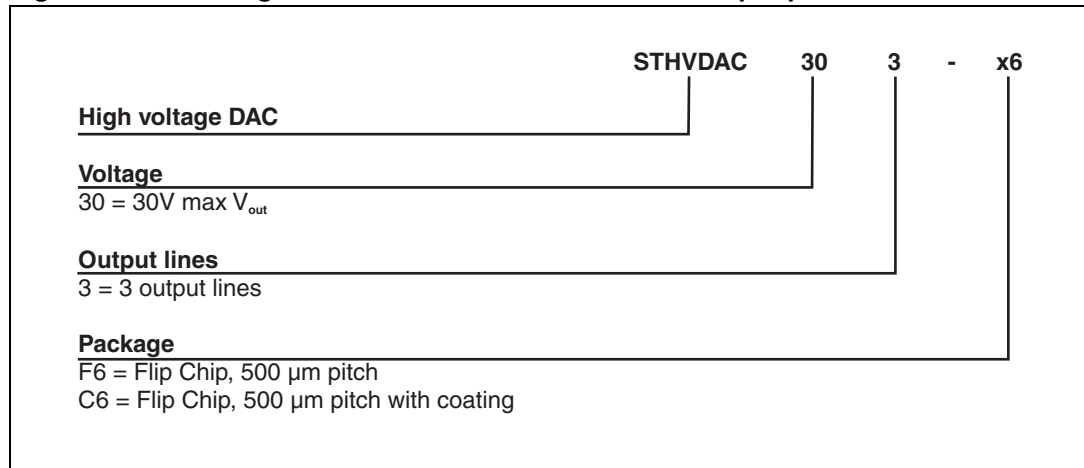 STHVDAC 30 3 - x6
High voltage DAC
Voltage
30 = 30V max Vout
Output lines
3 = 3 output lines
Package
F6 = Flip Chip, 500 µm pitch
C6 = Flip Chip, 500 µm pitch with coating